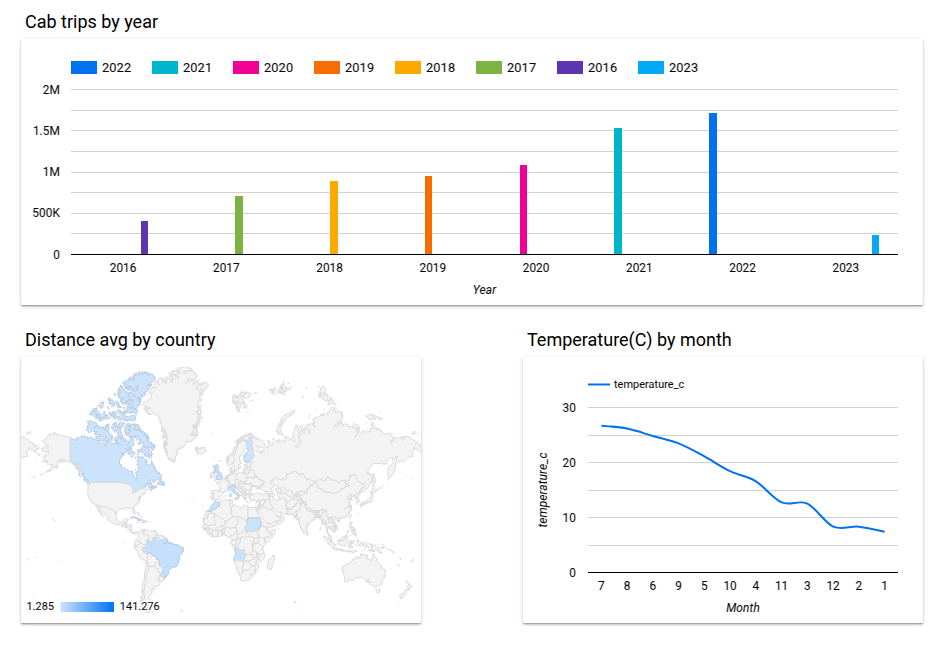 Cab trips by year
2022 2021 2020 2019 2018 2017 2016 2023
2M
1.5M
1M
500K
0
2016 2017 2018 2019 2020 2021 2022 2023
Year
Distance avg by country
1.285 141.276
Temperature(C) by month
temperature_c
temperature_c
30
20
10
0
7 8 6 9 5 10 4 11 3 12 2 1
Month